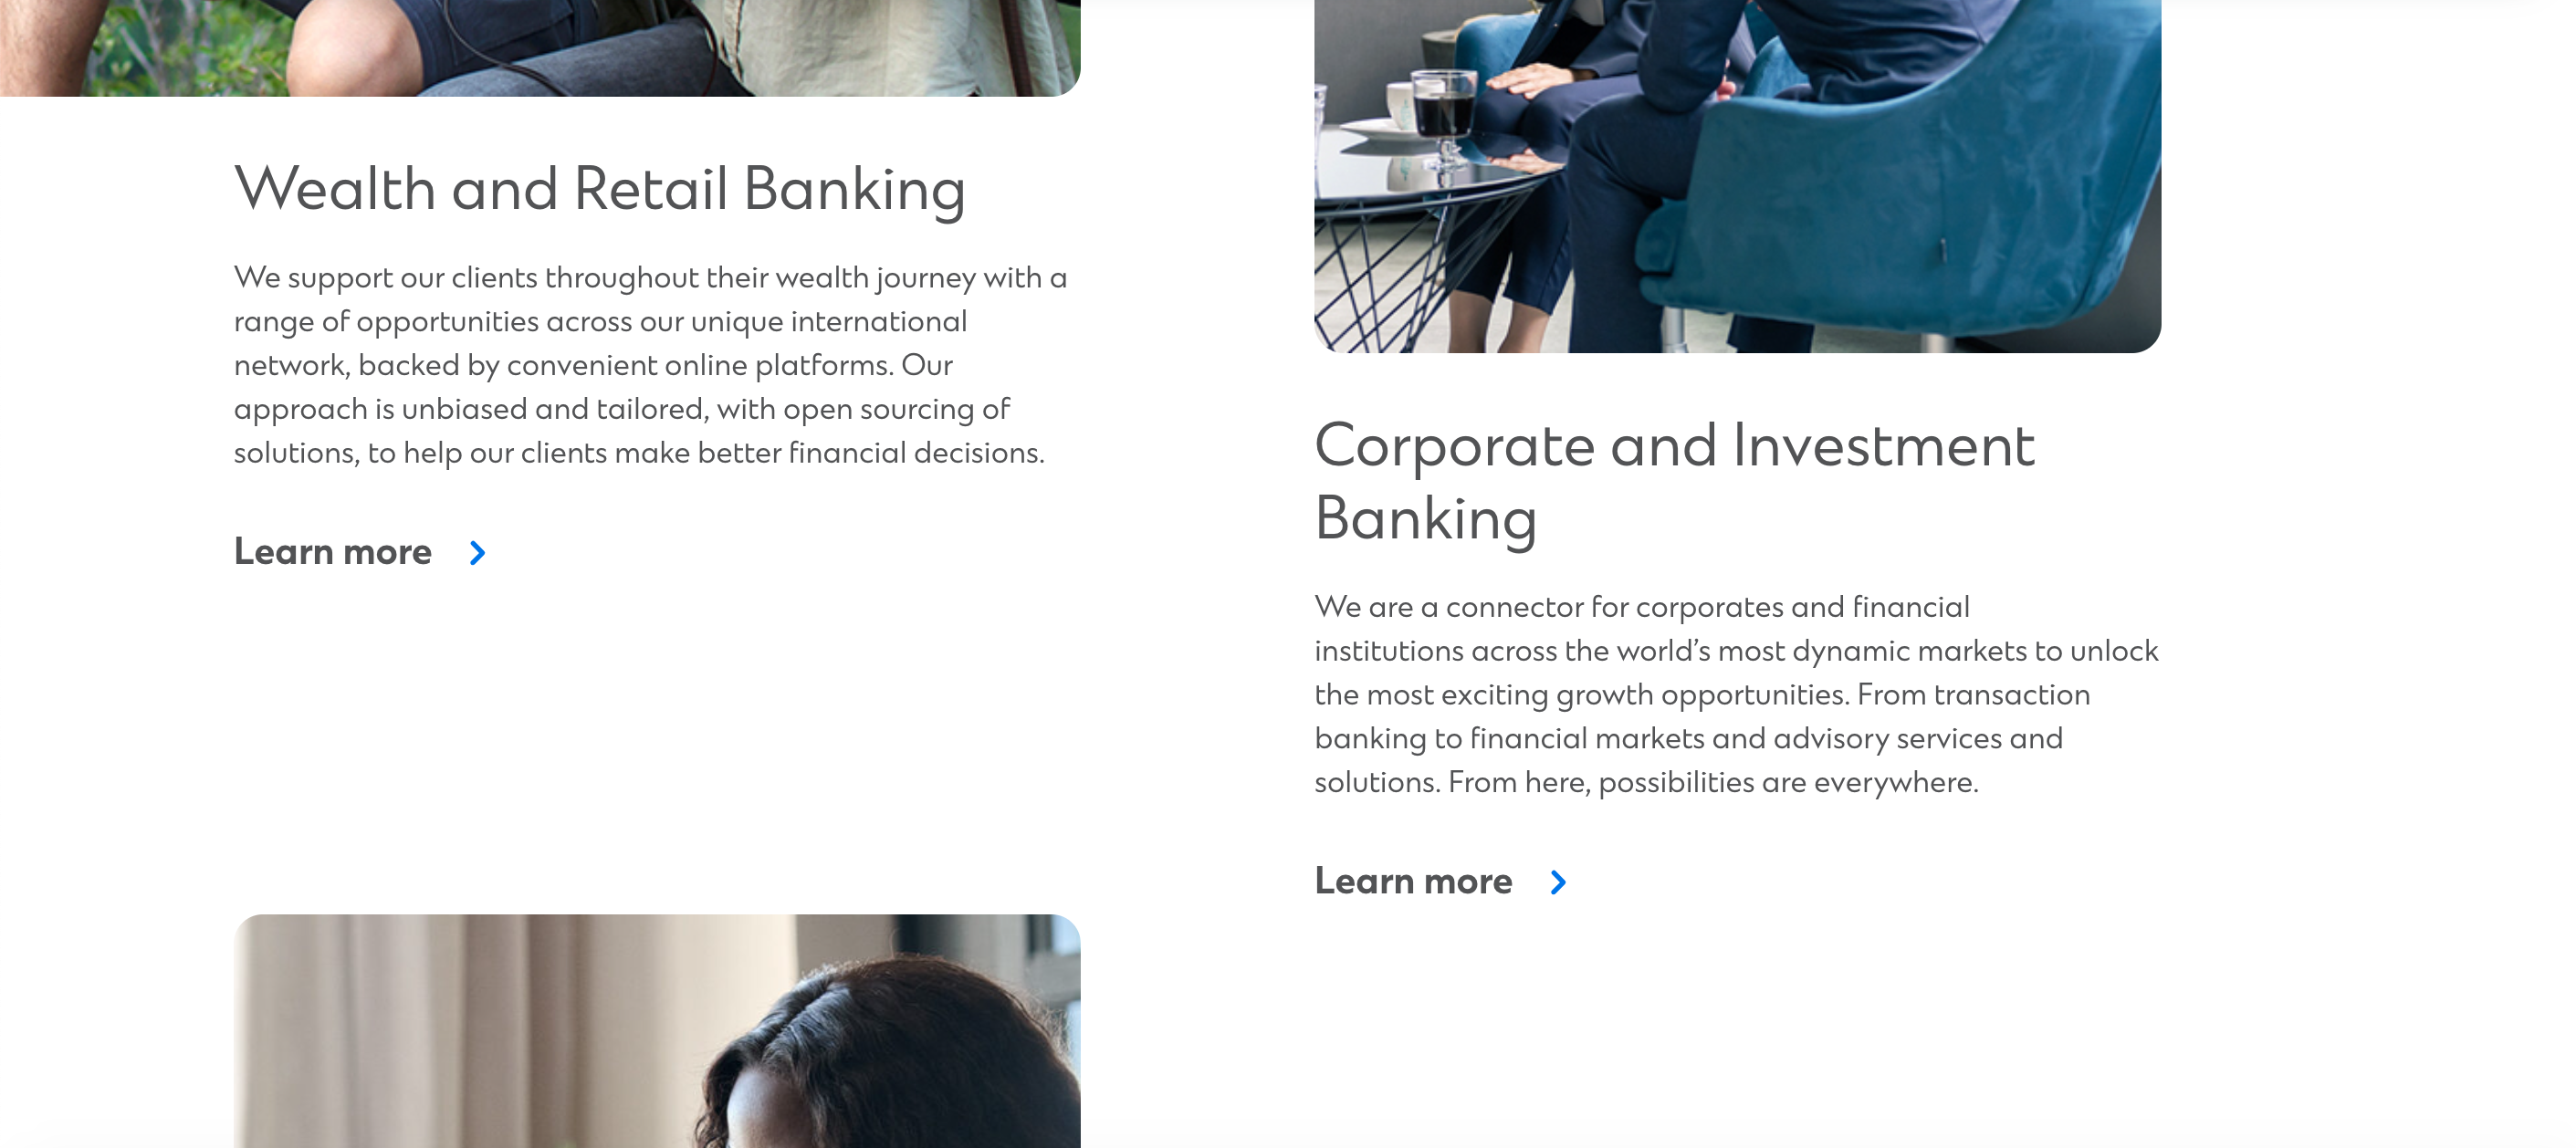 Wealth and Retail Banking
We support our clients throughout their wealth journey with a
range of opportunities across our unique international
network, backed by convenient online platforms. Our
approach is unbiased and tailored, with open sourcing of
solutions, to help our clients make better financial decisions.
Learn more
Corporate and Investment
Banking
We are a connector for corporates and financial
institutions across the world’s most dynamic markets to unlock
the most exciting growth opportunities. From transaction
banking to financial markets and advisory services and
solutions. From here, possibilities are everywhere.
Learn more